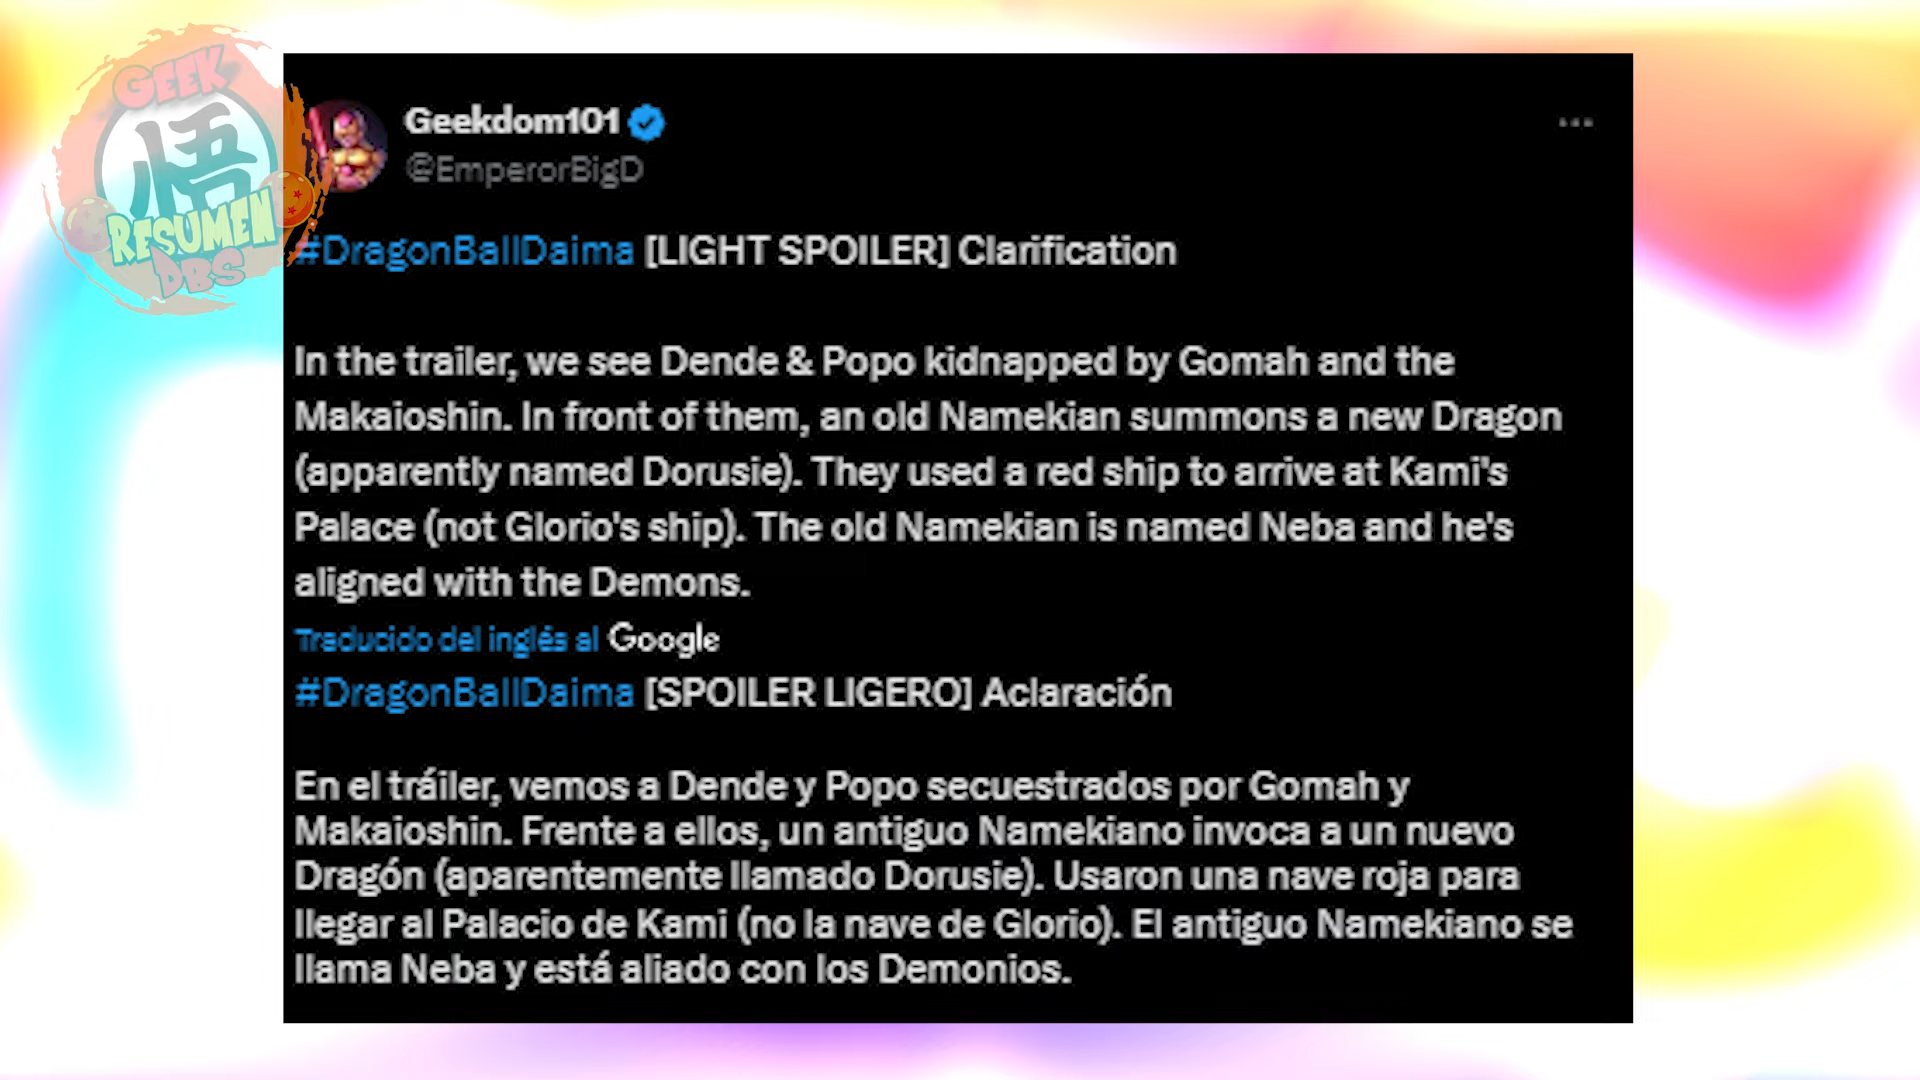 GEEK
悟
RESUMEN
DBS
Geekdom101
@EmperorBigD
#DragonBallDaima [LIGHT SPOILER] Clarification
In the trailer, we see Dende & Popo kidnapped by Gomah and the
Makaioshin. In front of them, an old Namekian summons a new Dragon
(apparently named Dorusie). They used a red ship to arrive at Kami's
Palace (not Glorio's ship). The old Namekian is named Neba and he's
aligned with the Demons.
Traducido del inglés al Google
#DragonBallDaima [SPOILER LIGERO] Aclaración
En el tráiler, vemos a Dende y Popo secuestrados por Gomah y
Makaioshin. Frente a ellos, un antiguo Namekiano invoca a un nuevo
Dragón (aparentemente llamado Dorusie). Usaron una nave roja para
llegar al Palacio de Kami (no la nave de Glorio). El antiguo Namekiano se
llama Neba y está aliado con los Demonios.